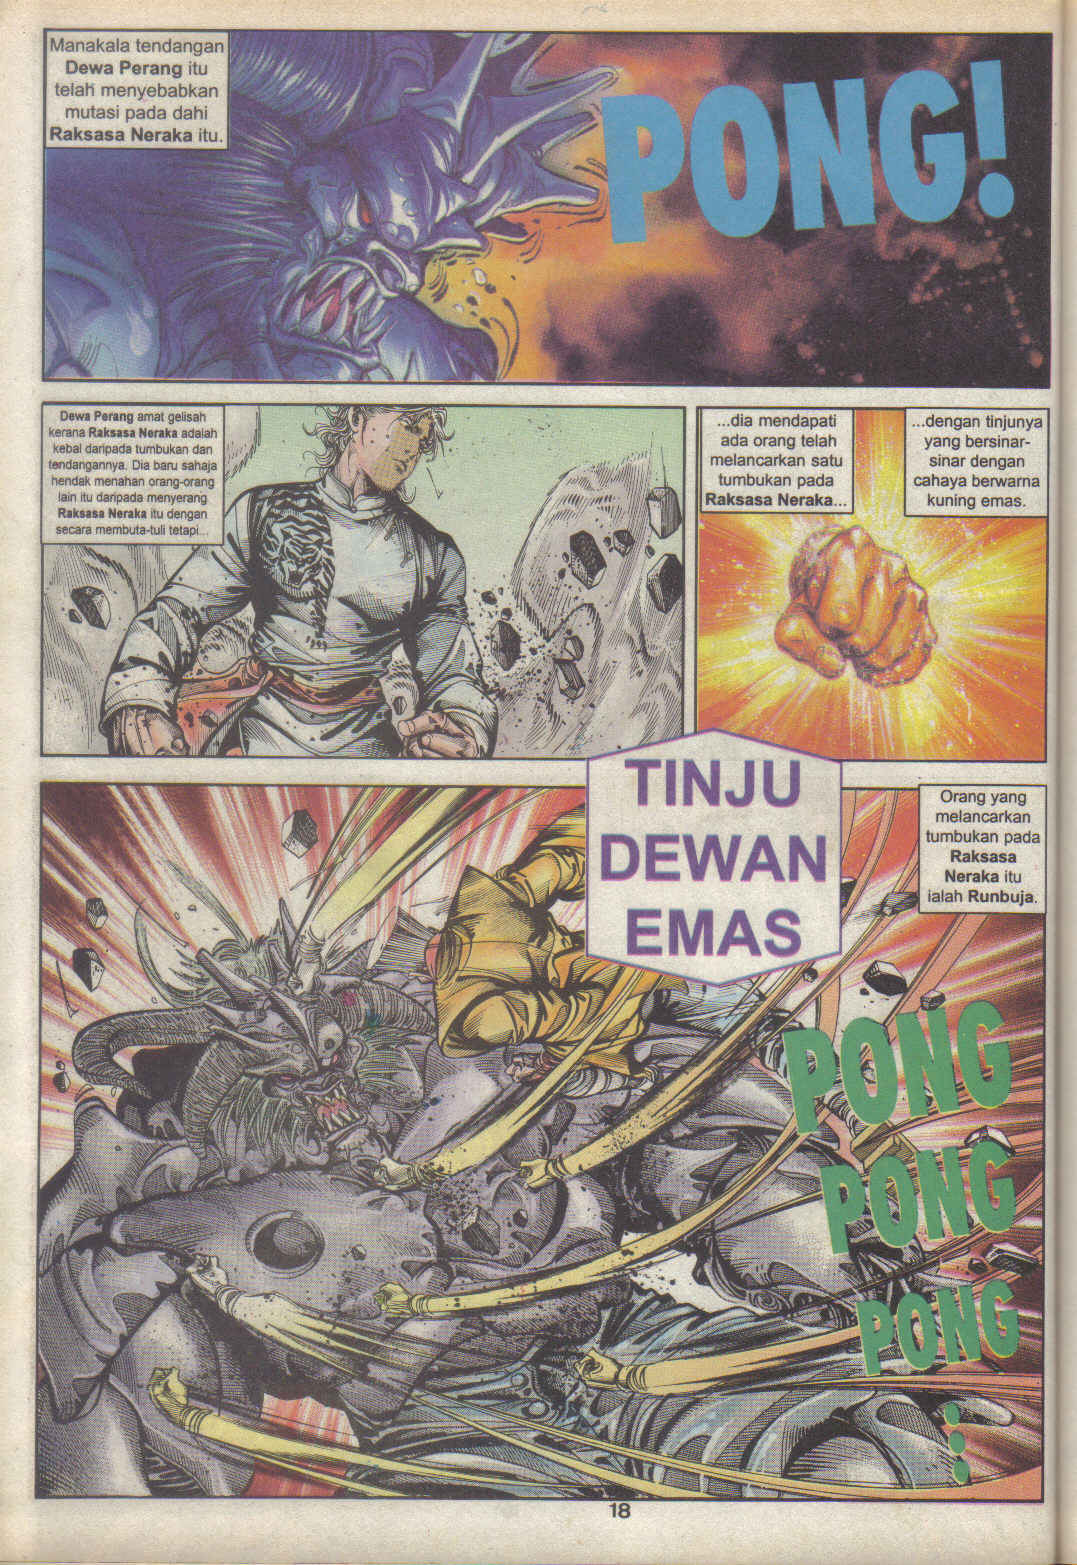 Manakala tendangan
Dewa Perang itu
telah menyebabkan
mutasi pada dahi
Raksasa Neraka itu.
PONG!
Dewa Perang amat gelisah
kerana Raksasa Neraka adalah
kebal daripada tumbukan dan
tendangannya. Dia baru sahaja
hendak menahan orang-orang
lain itu daripada menyerang
Raksasa Neraka itu dengan
secara membuta-tuli tetapi...
...dia mendapati
ada orang telah
melancarkan satu
tumbukan pada
Raksasa Neraka...
...dengan tinjunya
yang bersinar-
sinar dengan
cahaya berwarna
kuning emas.
TINJU
DEWAN
EMAS
Orang yang
melancarkan
tumbukan pada
Raksasa
Neraka itu
ialah Runbuja.
PONG
PONG
PONG
!
18